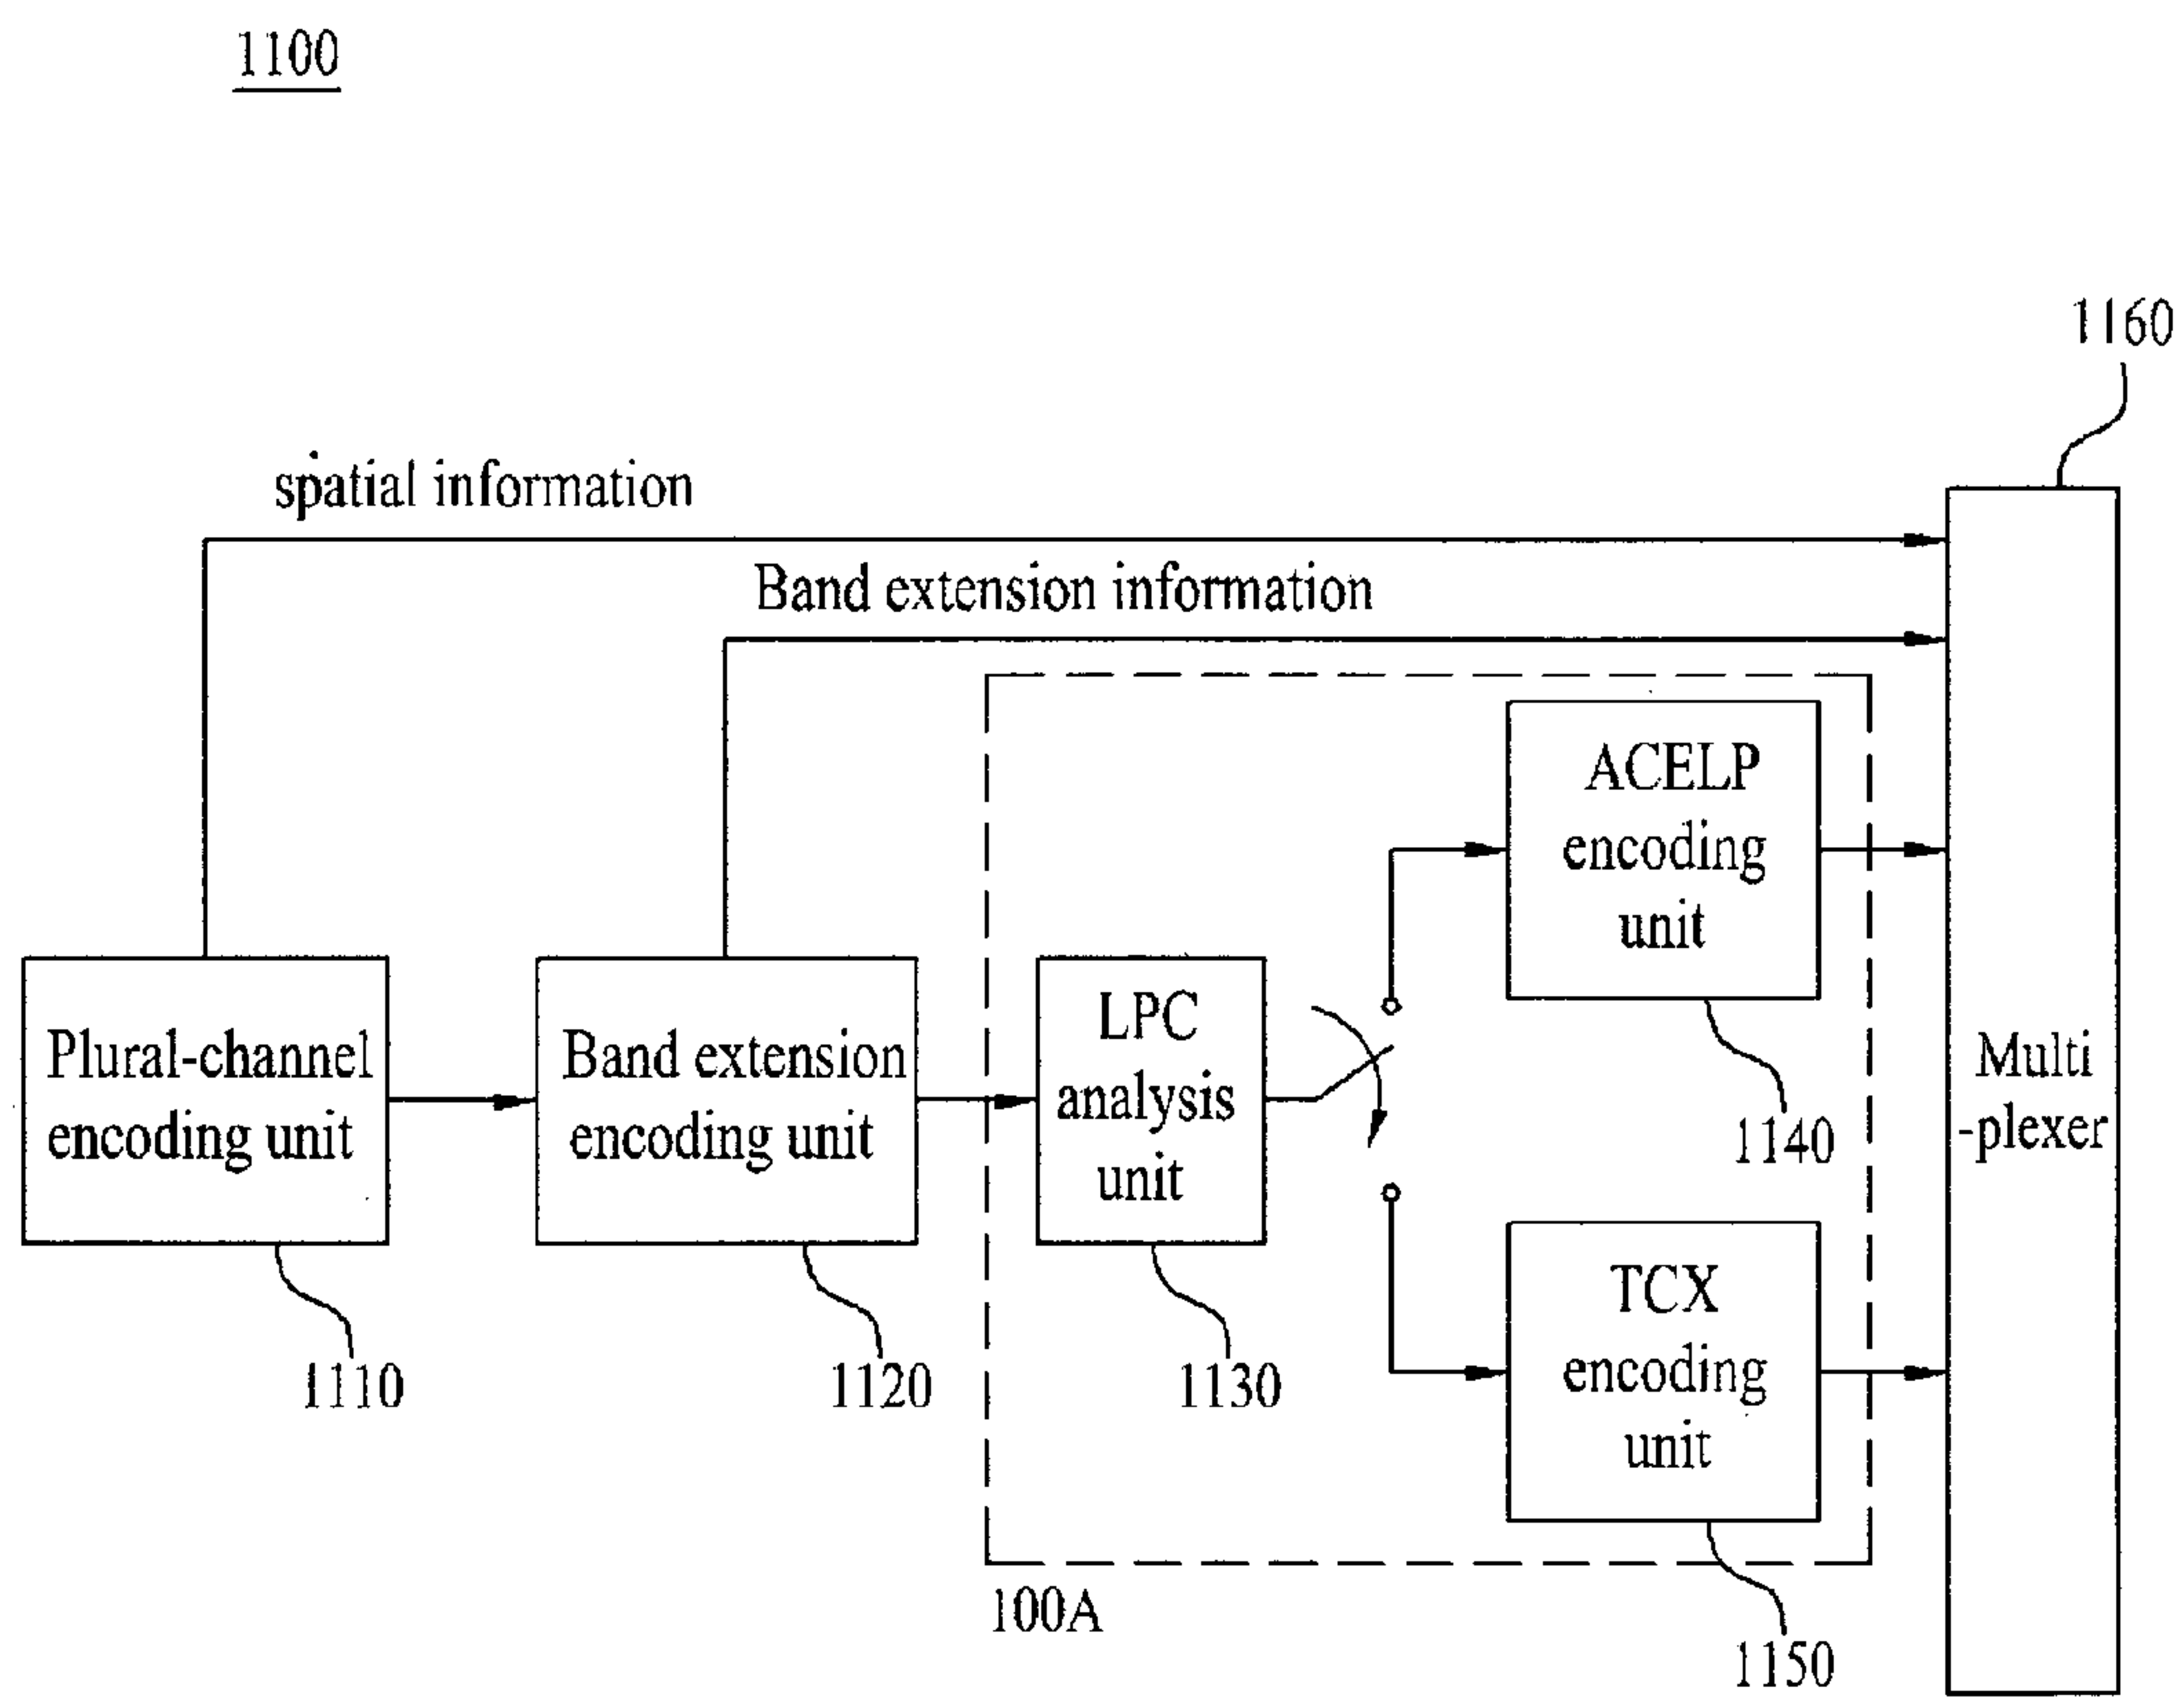 1100
1160
spatial information
Band extension information
ACELP
encoding
unit
1140
Plural-channel
encoding unit
1110
Band extension
encoding unit
1120
LPC
analysis
unit
1130
Multi
-plexer
TCX
encoding
unit
1150
100A